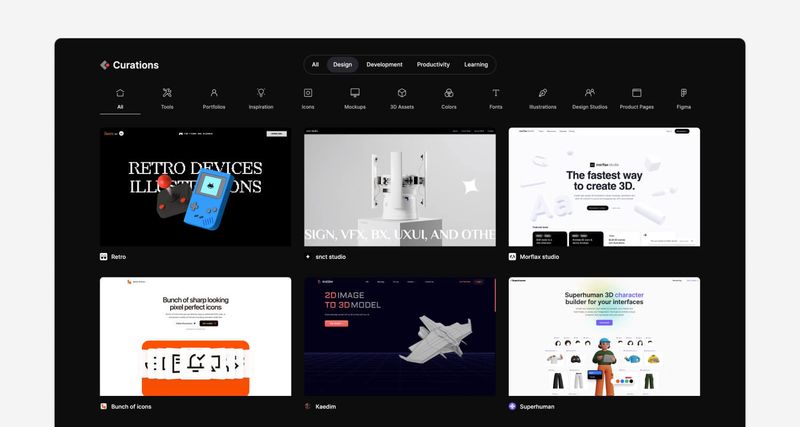 Curations
All
Design
Development
Productivity
Learning
All
Tools
Portfolios
Inspiration
Icons
Mockups
3D Assets
Colors
Fonts
Illustrations
Design Studios
Product Pages
Figma
RETRO DEVICES
ILLUSTRATIONS
SIGN, VFX, BX, UXUI, AND OTHE
morflax studio
The fastest way
to create 3D.
Aa
Retro
snct studio
Morflax studio
Bunch of sharp looking
pixel perfect icons
2D IMAGE
TO 3D MODEL
Superhuman 3D character
builder for your interfaces
Bunch of icons
Kaedim
Superhuman